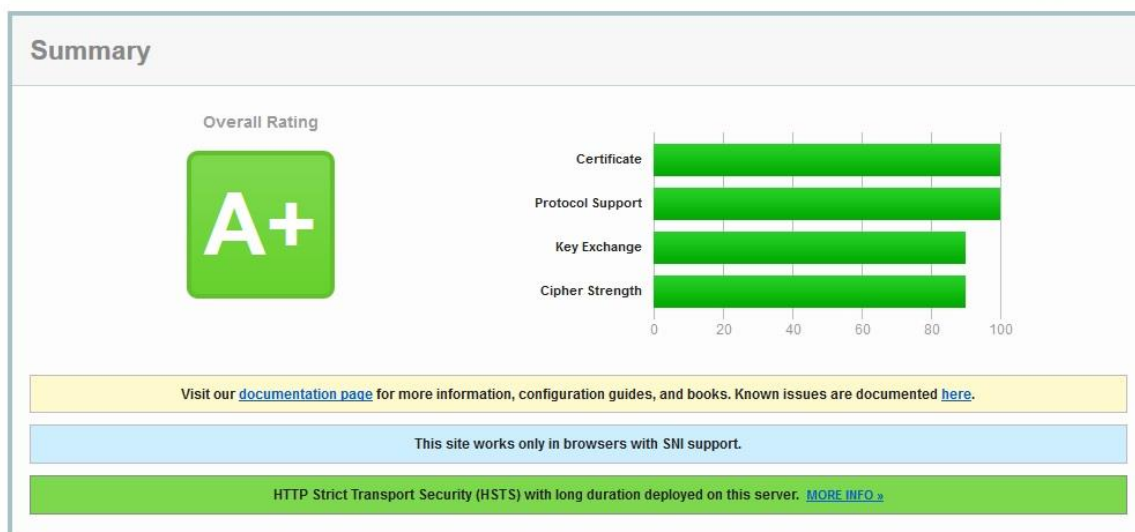 Summary
Overall Rating
A+
Certificate
Protocol Support
Key Exchange
Cipher Strength
0 20 40 60 80 100
Visit our documentation page for more information, configuration guides, and books. Known issues are documented here.
This site works only in browsers with SNI support.
HTTP Strict Transport Security (HSTS) with long duration deployed on this server. MORE INFO »